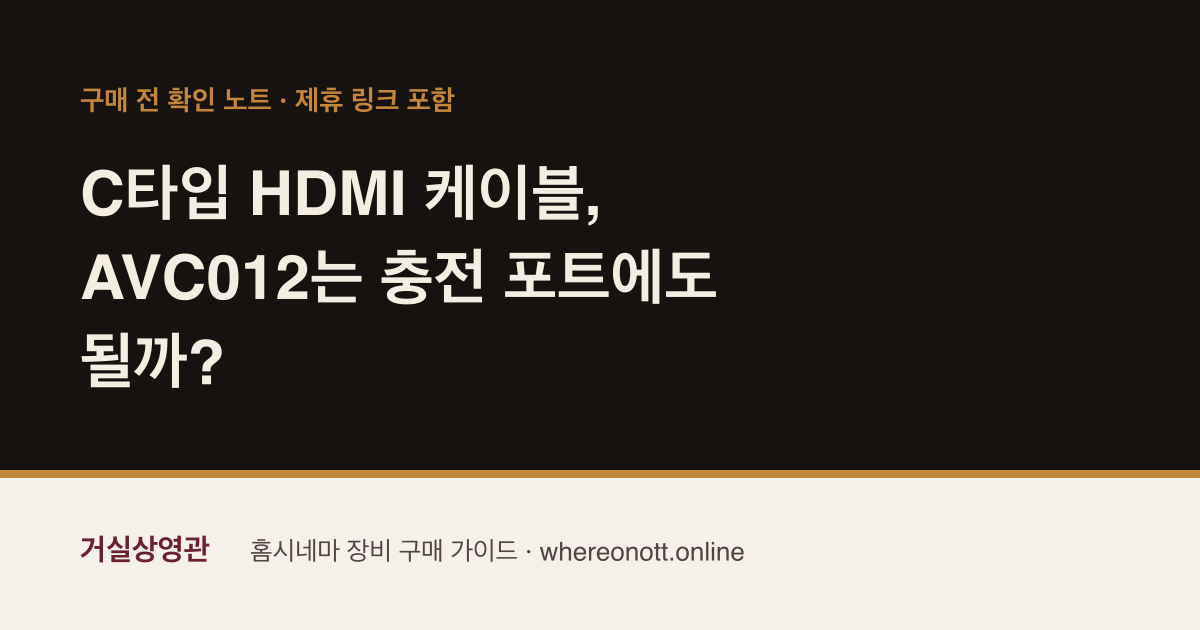 구매 전 확인 노트 · 제휴 링크 포함
C타입 HDMI 케이블,
AVC012는 충전 포트에도
될까?
거실상영관 홈시네마 장비 구매 가이드 · whereonott.online